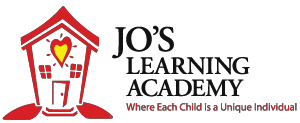 JO'S
LEARNING
ACADEMY
Where Each Child is a Unique Individual